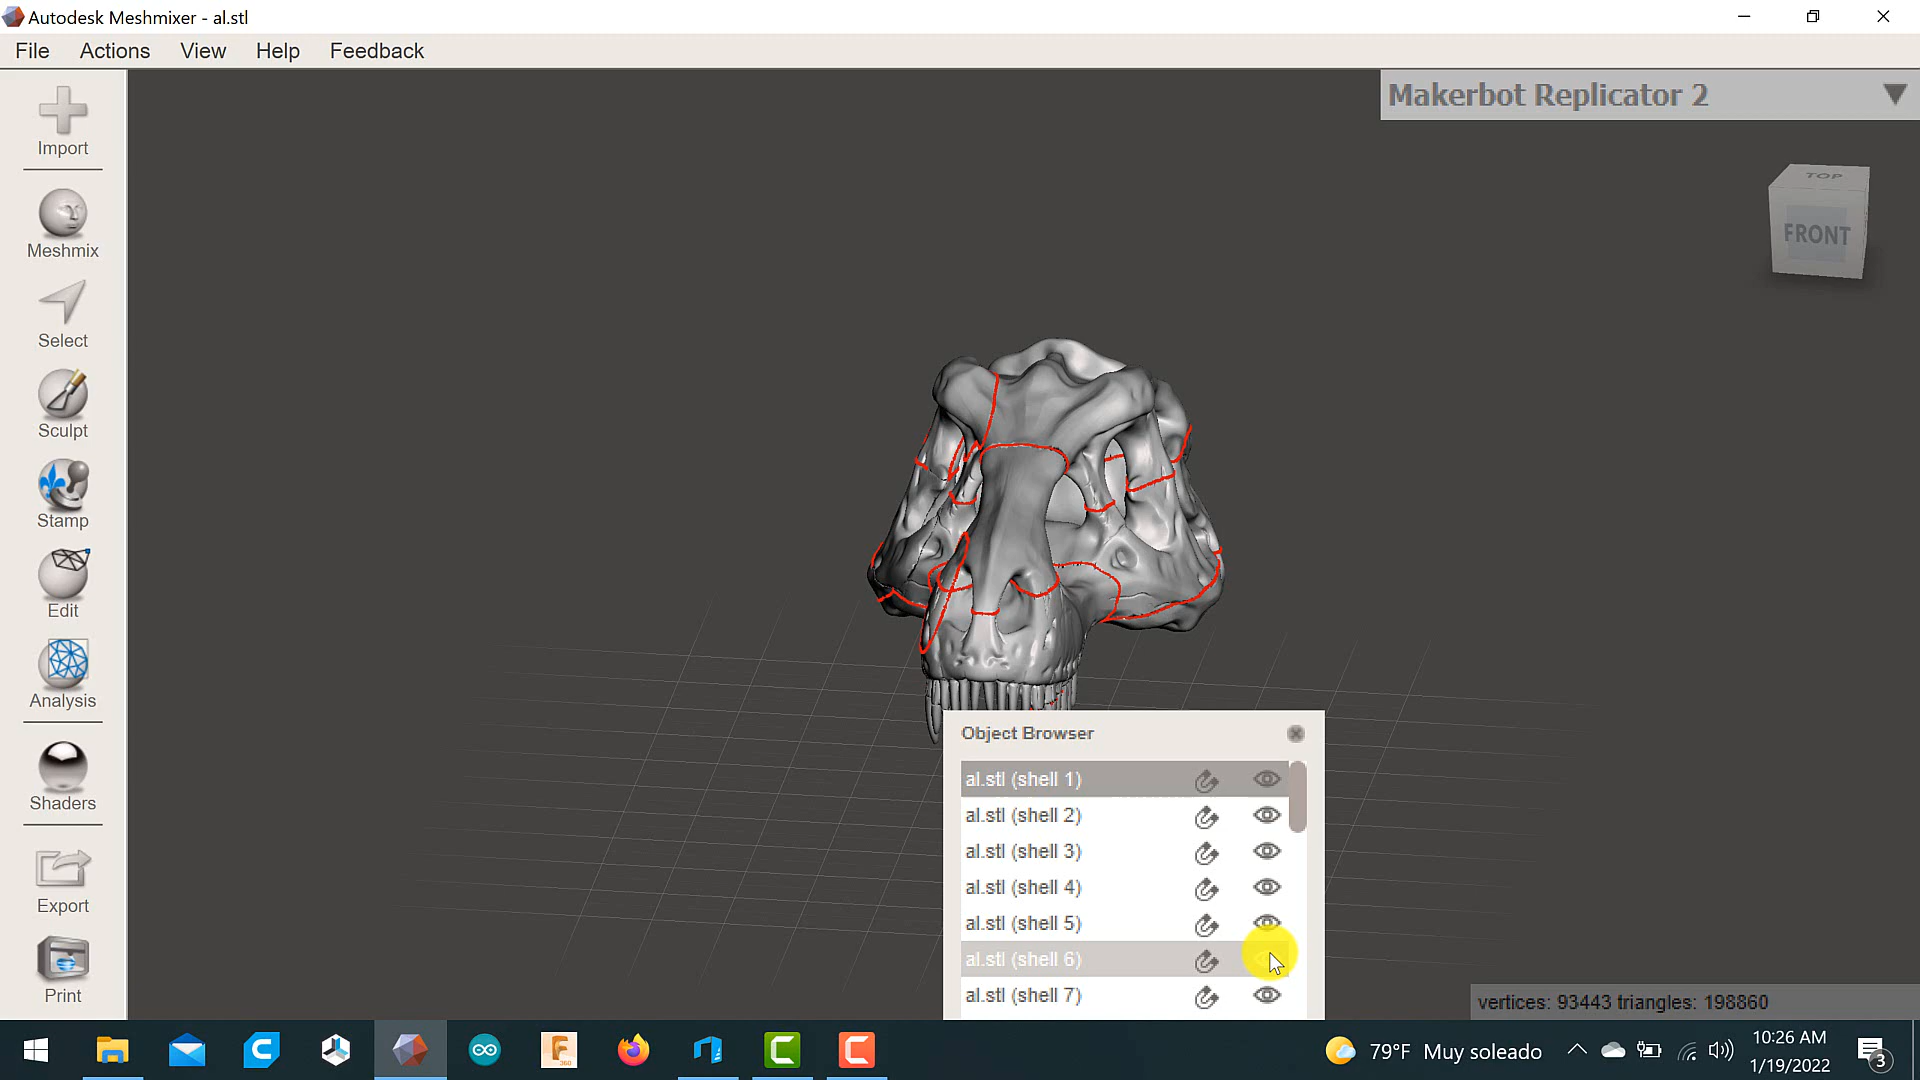 Autodesk Meshmixer - al.stl
File Actions View Help Feedback
Import
Meshmix
Select
Sculpt
Stamp
Edit
Analysis
Shaders
Export
Print
Makerbot Replicator 2
TOP
FRONT
Object Browser
al.stl (shell 1)
al.stl (shell 2)
al.stl (shell 3)
al.stl (shell 4)
al.stl (shell 5)
al.stl (shell 6)
al.stl (shell 7)
vertices: 93443 triangles: 198860
F
360
79°F Muy soleado
10:26 AM
1/19/2022
3